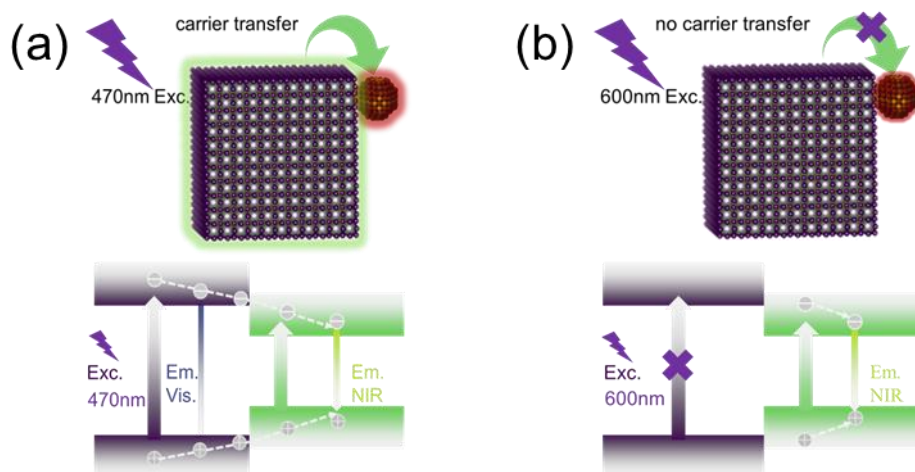 (a)
carrier transfer
470nm Exc.
Exc.
470nm
Em.
Vis.
Em.
NIR
(b)
no carrier transfer
600nm Exc.
Exc.
600nm
Em.
NIR